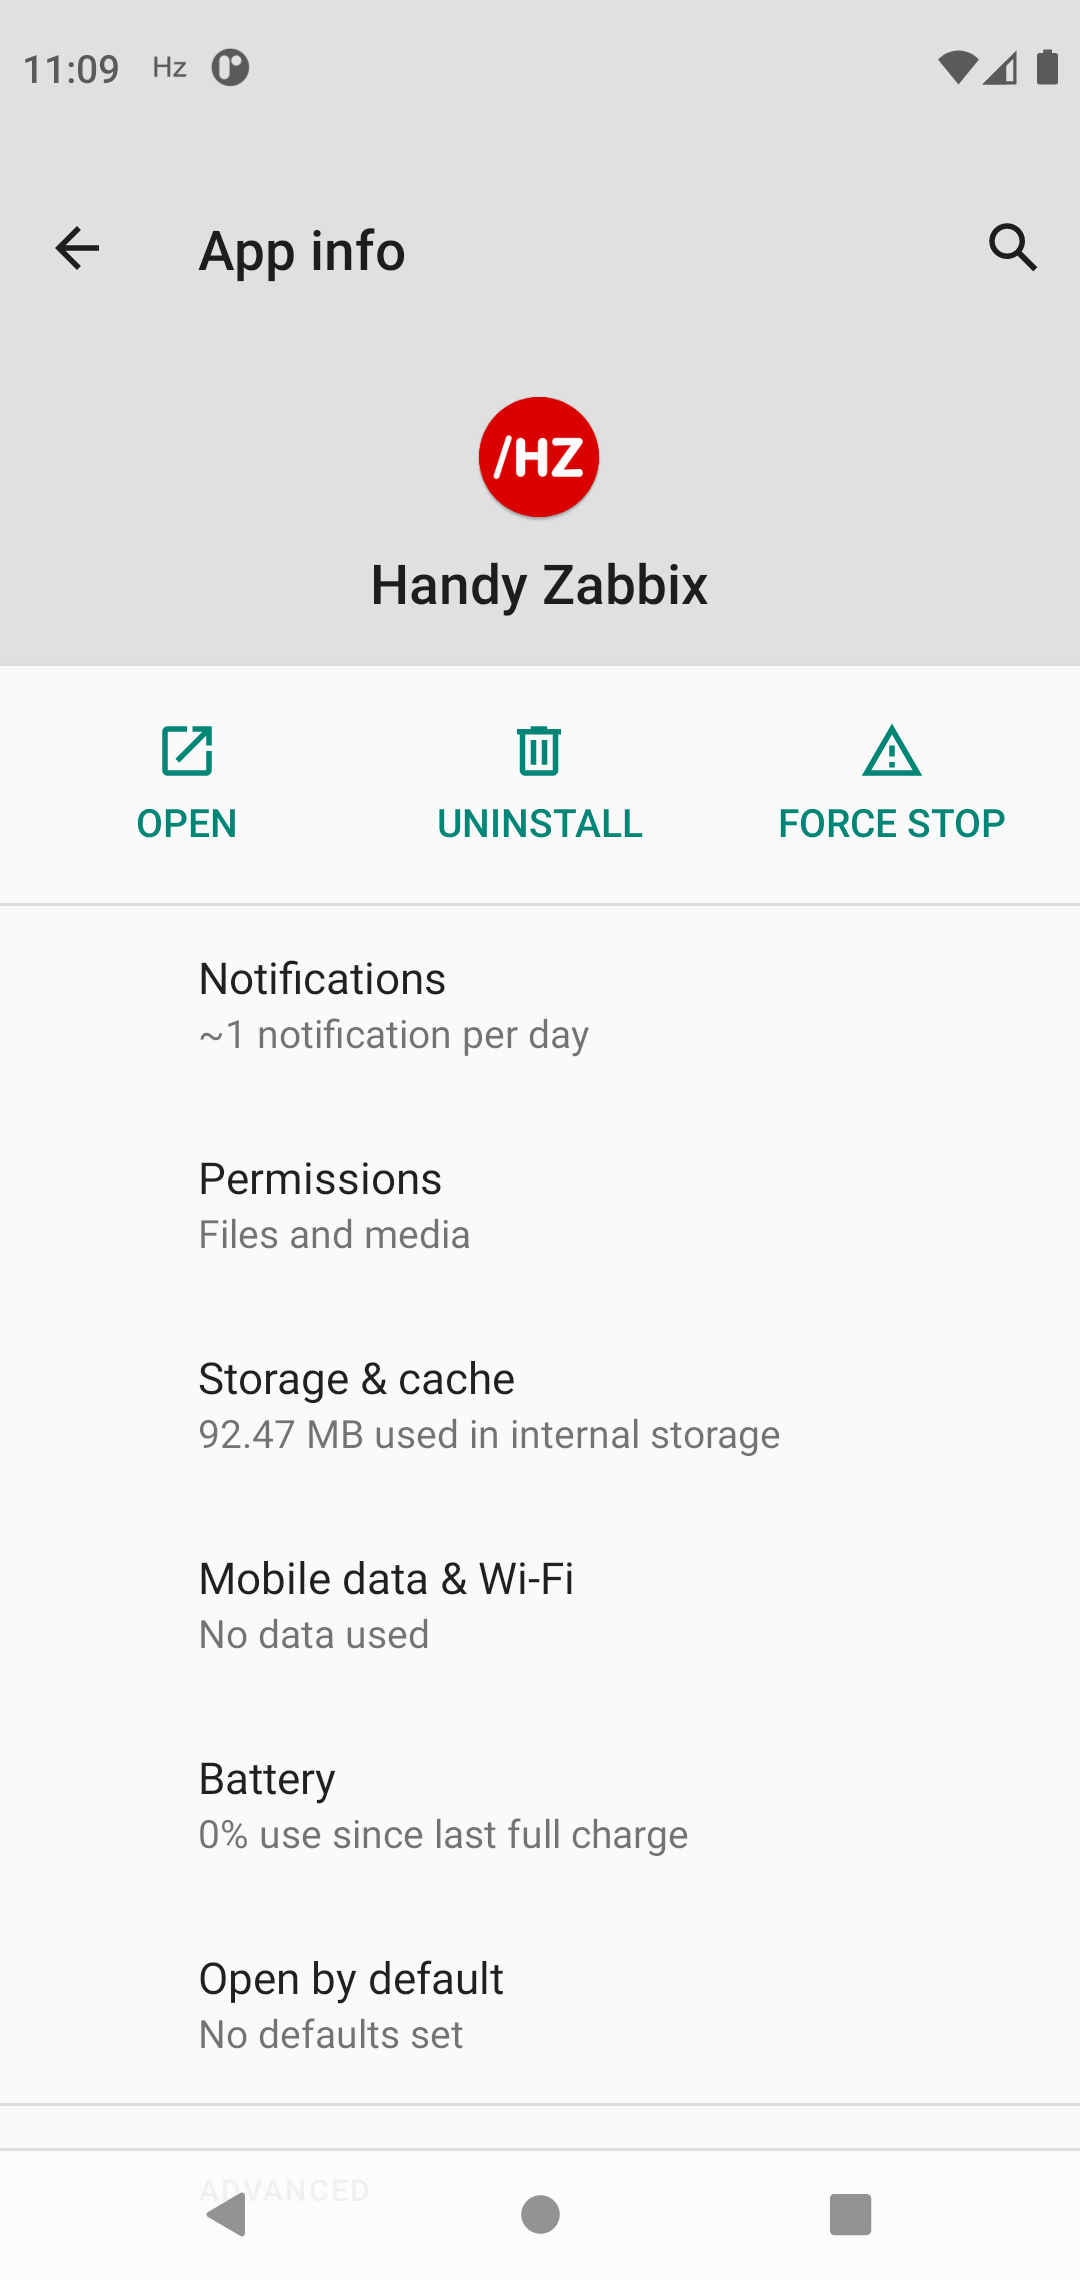 11:09 Hz
App info
/HZ
Handy Zabbix
OPEN UNINSTALL FORCE STOP
Notifications
~1 notification per day
Permissions
Files and media
Storage & cache
92.47 MB used in internal storage
Mobile data & Wi-Fi
No data used
Battery
0% use since last full charge
Open by default
No defaults set
ADVANCED